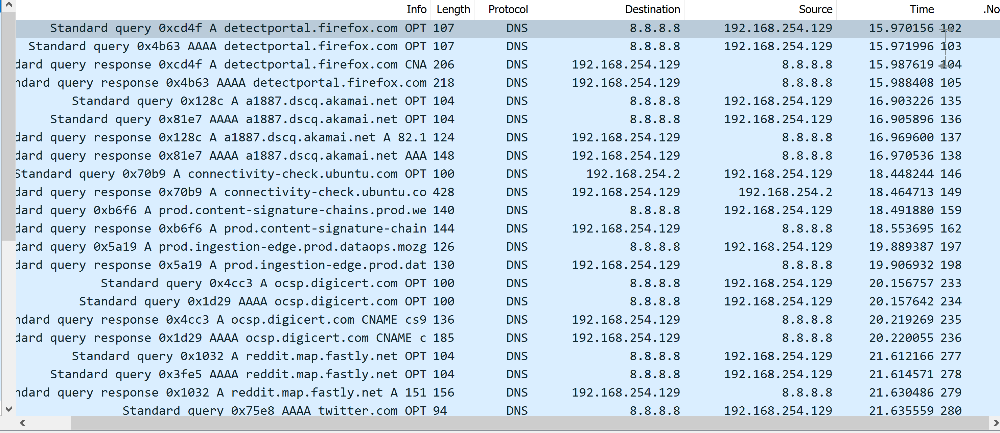 Info Length Protocol Destination Source Time .No
Standard query 0xcd4f A detectportal.firefox.com OPT 107 DNS 8.8.8.8 192.168.254.129 15.970156 102
Standard query 0x4b63 AAAA detectportal.firefox.com OPT 107 DNS 8.8.8.8 192.168.254.129 15.971996 103
dard query response 0xcd4f A detectportal.firefox.com CNA 206 DNS 192.168.254.129 8.8.8.8 15.987619 104
ndard query response 0x4b63 AAAA detectportal.firefox.com 218 DNS 192.168.254.129 8.8.8.8 15.988408 105
Standard query 0x128c A a1887.dscq.akamai.net OPT 104 DNS 8.8.8.8 192.168.254.129 16.903226 135
Standard query 0x81e7 AAAA a1887.dscq.akamai.net OPT 104 DNS 8.8.8.8 192.168.254.129 16.905896 136
dard query response 0x128c A a1887.dscq.akamai.net A 82.1 124 DNS 192.168.254.129 8.8.8.8 16.969600 137
dard query response 0x81e7 AAAA a1887.dscq.akamai.net AAA 148 DNS 192.168.254.129 8.8.8.8 16.970536 138
Standard query 0x70b9 A connectivity-check.ubuntu.com OPT 100 DNS 192.168.254.2 192.168.254.129 18.448244 146
dard query response 0x70b9 A connectivity-check.ubuntu.co 428 DNS 192.168.254.129 192.168.254.2 18.464713 149
dard query 0xb6f6 A prod.content-signature-chains.prod.we 140 DNS 8.8.8.8 192.168.254.129 18.491880 159
dard query response 0xb6f6 A prod.content-signature-chain 144 DNS 192.168.254.129 8.8.8.8 18.553695 162
dard query 0x5a19 A prod.ingestion-edge.prod.dataops.mozg 126 DNS 8.8.8.8 192.168.254.129 19.889387 197
dard query response 0x5a19 A prod.ingestion-edge.prod.dat 130 DNS 192.168.254.129 8.8.8.8 19.906932 198
Standard query 0x4cc3 A ocsp.digicert.com OPT 100 DNS 8.8.8.8 192.168.254.129 20.156757 233
Standard query 0x1d29 AAAA ocsp.digicert.com OPT 100 DNS 8.8.8.8 192.168.254.129 20.157642 234
ndard query response 0x4cc3 A ocsp.digicert.com CNAME cs9 136 DNS 192.168.254.129 8.8.8.8 20.219269 235
dard query response 0x1d29 AAAA ocsp.digicert.com CNAME c 185 DNS 192.168.254.129 8.8.8.8 20.220055 236
Standard query 0x1032 A reddit.map.fastly.net OPT 104 DNS 8.8.8.8 192.168.254.129 21.612166 277
Standard query 0x3fe5 AAAA reddit.map.fastly.net OPT 104 DNS 8.8.8.8 192.168.254.129 21.614571 278
ndard query response 0x1032 A reddit.map.fastly.net A 151 156 DNS 192.168.254.129 8.8.8.8 21.630486 279
Standard query 0x75e8 AAAA twitter.com OPT 94 DNS 8.8.8.8 192.168.254.129 21.635559 280